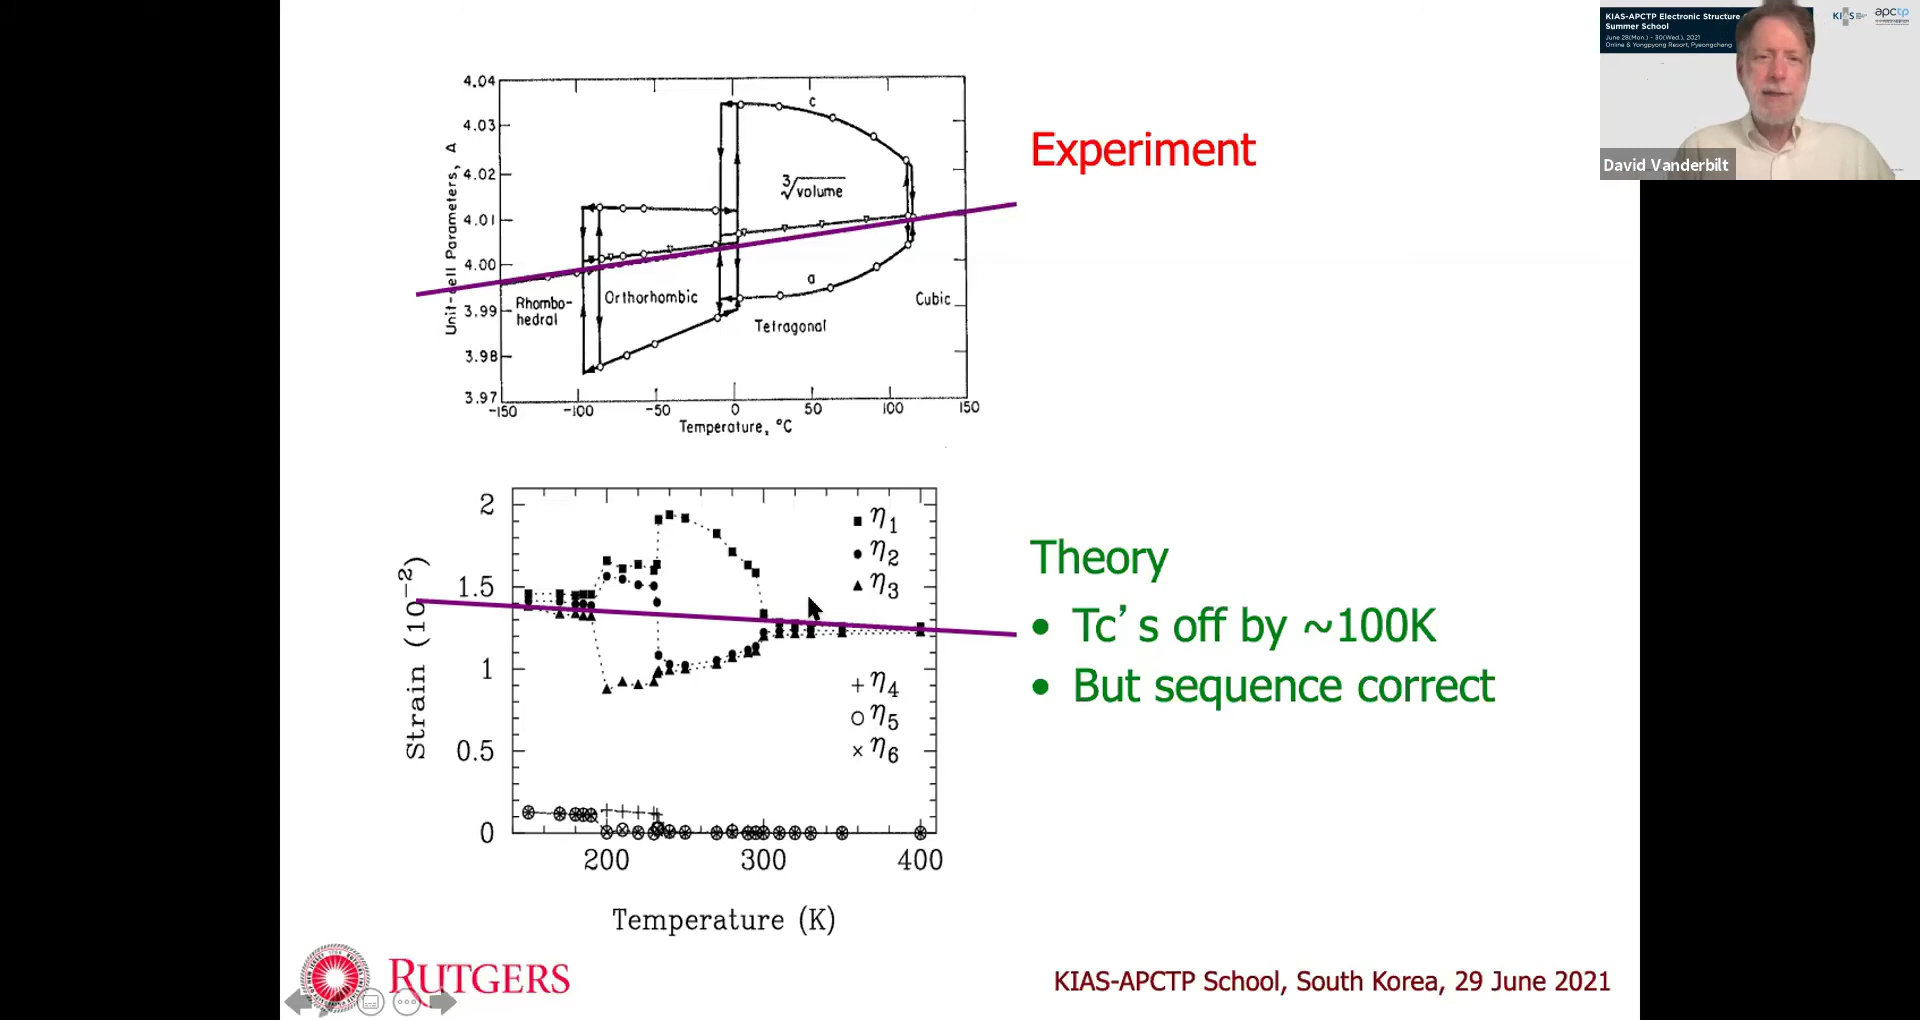 KIAS-APCTP Electronic Structure
Summer School
June 28(Mon.) - 30(Wed.), 2021
Online & Yongpyong Resort, Pyeongchang
KIAS
apctp
David Vanderbilt
Experiment
Unit-cell Parameters, A
4.04
4.03
4.02
4.01
4.00
3.99
3.98
3.97
c
3√volume
a
Rhombo-
hedral
Orthorhombic
Tetragonal
Cubic
-150 -100 -50 0 50 100 150
Temperature, °C
Theory
• Tc's off by ~100K
• But sequence correct
Strain (10−2)
2
1.5
1
0.5
0
η1
η2
η3
η4
η5
η6
200 300 400
Temperature (K)
RUTGERS
KIAS-APCTP School, South Korea, 29 June 2021